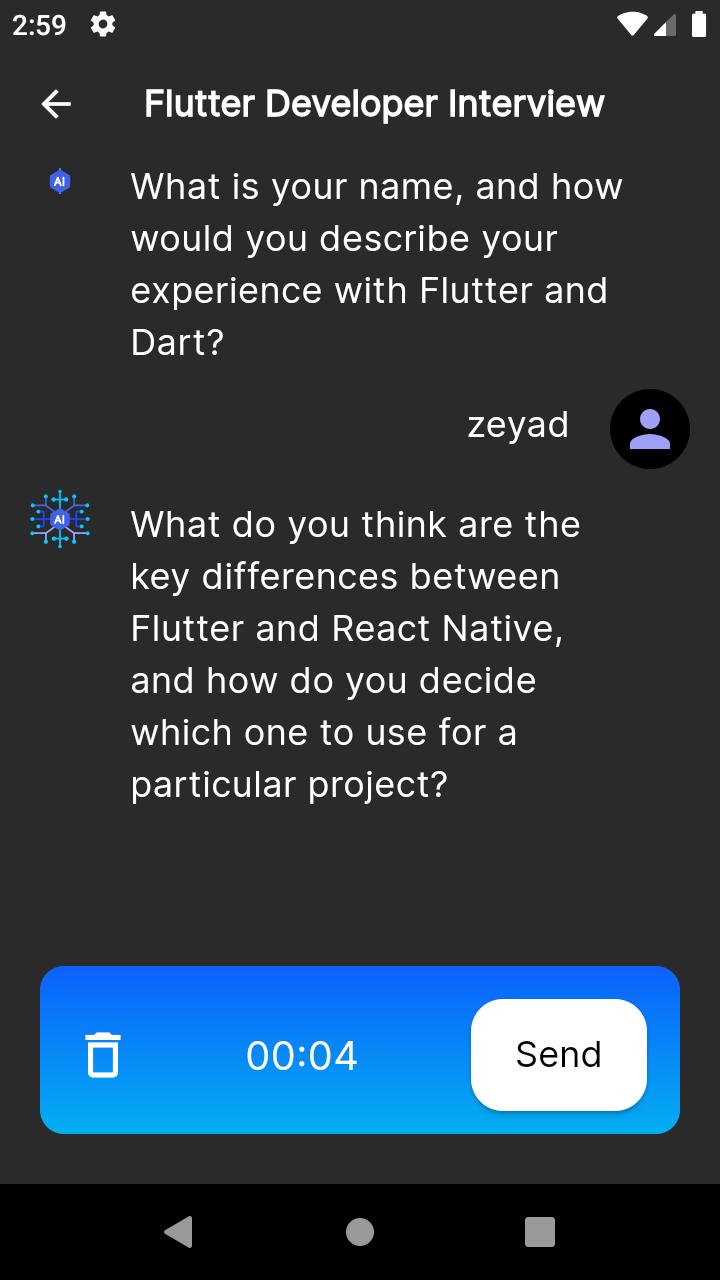 2:59
Flutter Developer Interview
AI
What is your name, and how
would you describe your
experience with Flutter and
Dart?
zeyad
AI
What do you think are the
key differences between
Flutter and React Native,
and how do you decide
which one to use for a
particular project?
00:04
Send